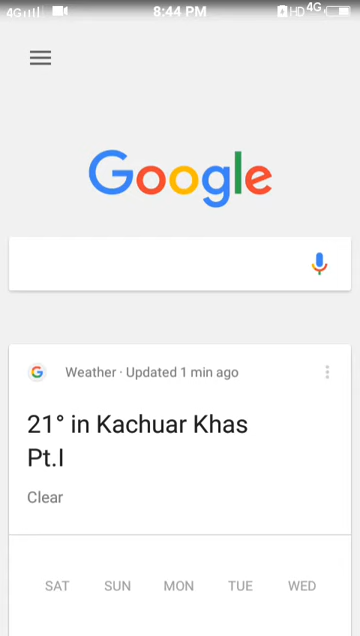 4G 8:44 PM HD 4G
Google
Weather · Updated 1 min ago
21° in Kachuar Khas
Pt.I
Clear
SAT SUN MON TUE WED